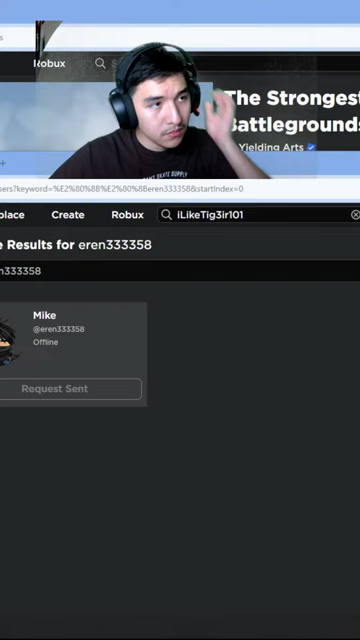 s
Robux
The Strongest
Battlegrounds
Yielding Arts
+
sers?keyword=%E2%80%8B%E2%80%8Beren333358&startIndex=0
place Create Robux iLikeTig3ir101
e Results for eren333358
n333358
Mike
@eren333358
Offline
Request Sent